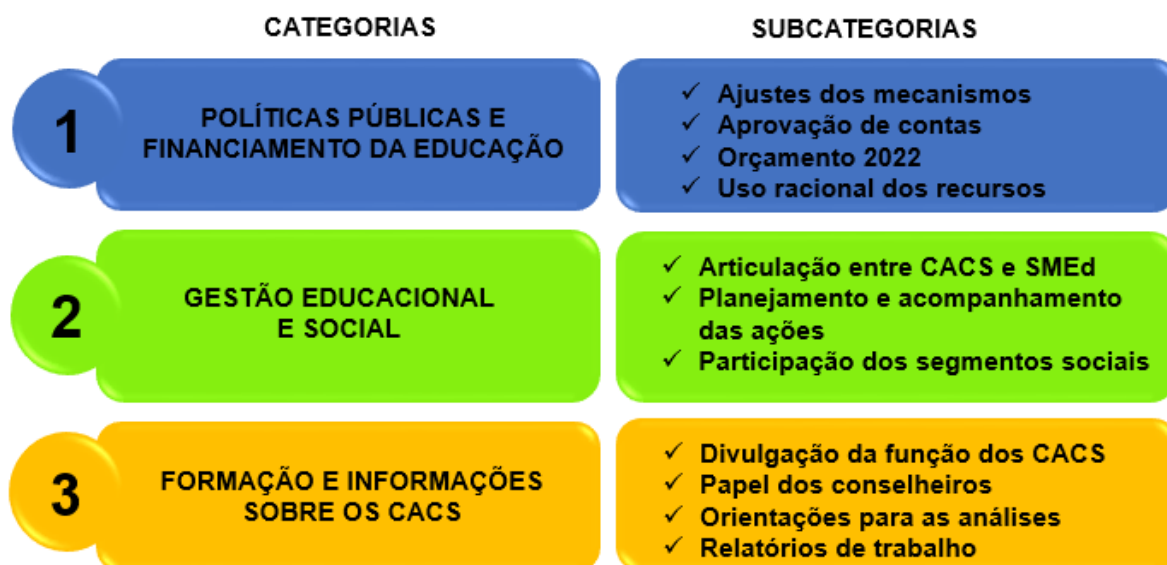 CATEGORIAS
SUBCATEGORIAS
1
POLÍTICAS PÚBLICAS E
FINANCIAMENTO DA EDUCAÇÃO
✓ Ajustes dos mecanismos
✓ Aprovação de contas
✓ Orçamento 2022
✓ Uso racional dos recursos
2
GESTÃO EDUCACIONAL
E SOCIAL
✓ Articulação entre CACS e SMEd
✓ Planejamento e acompanhamento
das ações
✓ Participação dos segmentos sociais
3
FORMAÇÃO E INFORMAÇÕES
SOBRE OS CACS
✓ Divulgação da função dos CACS
✓ Papel dos conselheiros
✓ Orientações para as análises
✓ Relatórios de trabalho